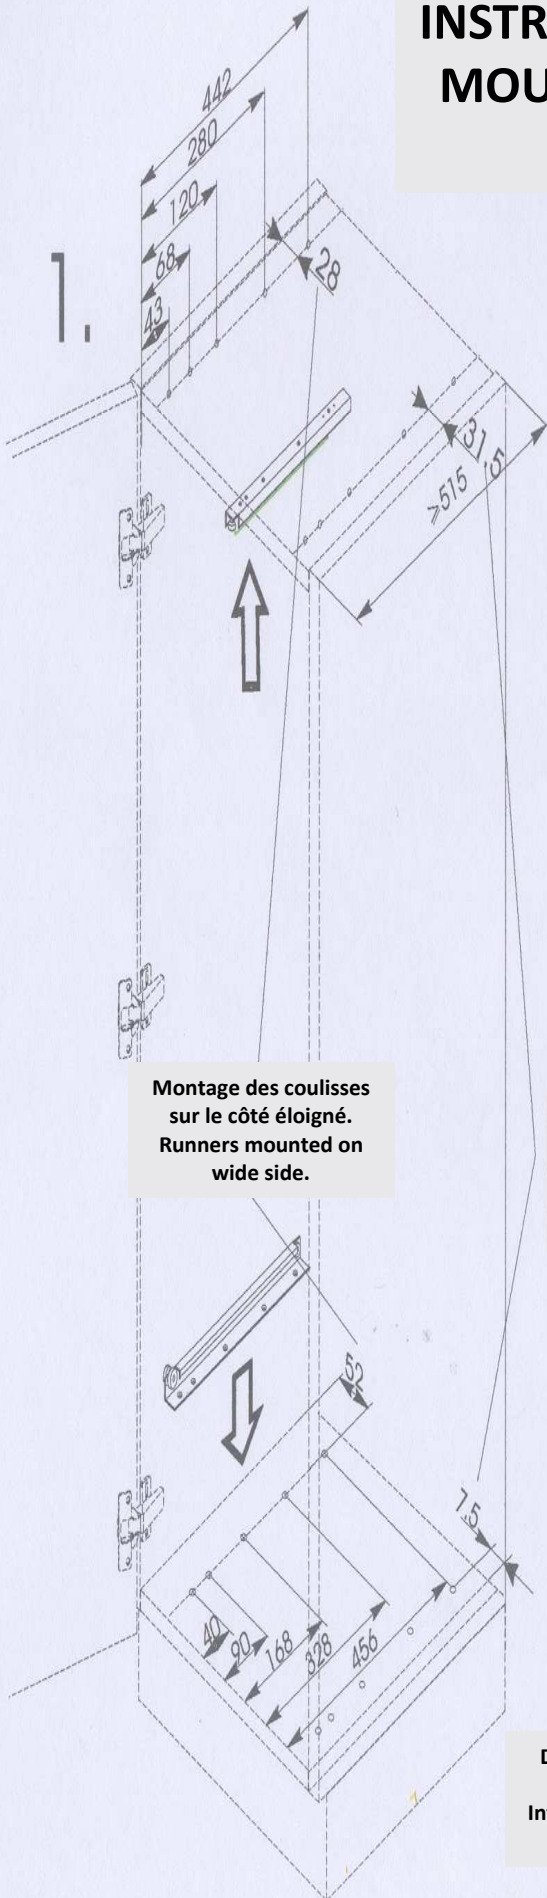 INSTR
MOU
442
280
120
68
43
1.
28
31,5
≥515
Montage des coulisses
sur le côté éloigné.
Runners mounted on
wide side.
52
7,5
40
90
168
328
456
D